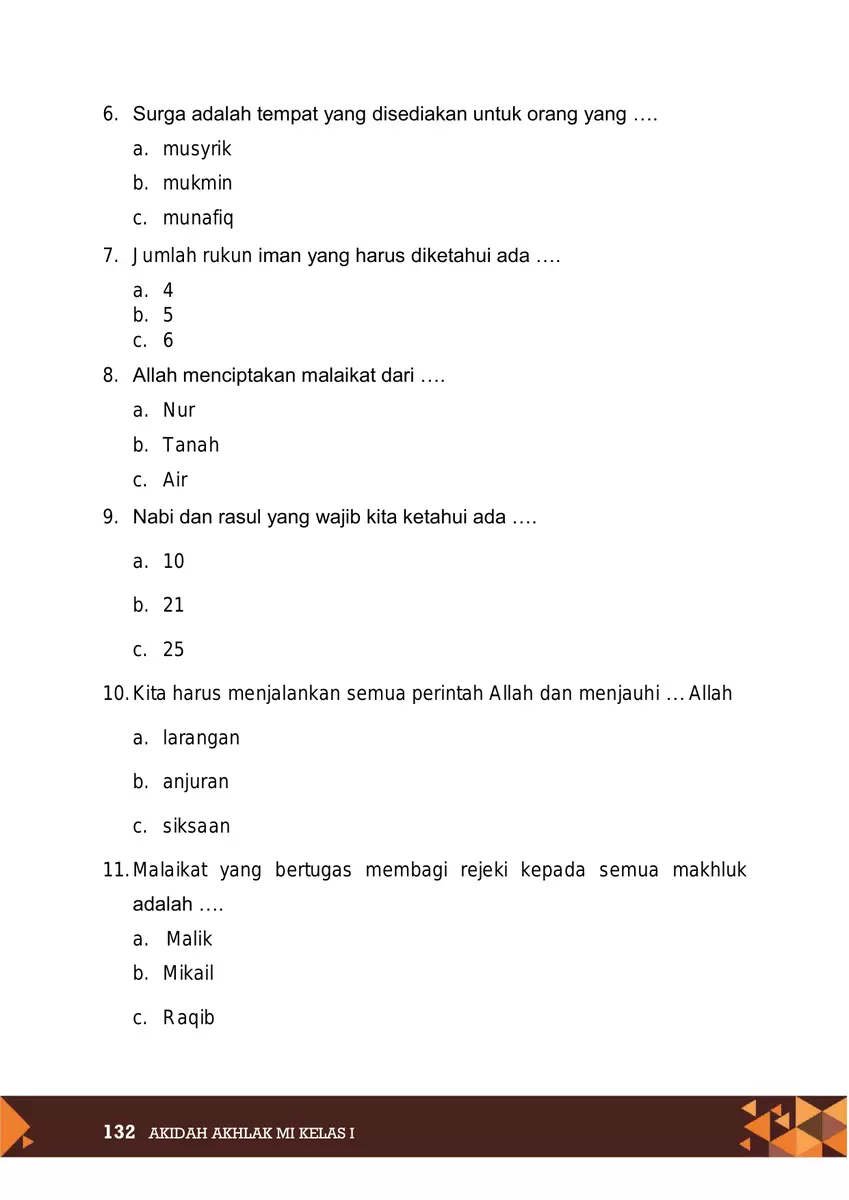 6. Surga adalah tempat yang disediakan untuk orang yang ….
a. musyrik
b. mukmin
c. munafiq
7. Jumlah rukun iman yang harus diketahui ada ….
a. 4
b. 5
c. 6
8. Allah menciptakan malaikat dari ….
a. Nur
b. Tanah
c. Air
9. Nabi dan rasul yang wajib kita ketahui ada ….
a. 10
b. 21
c. 25
10. Kita harus menjalankan semua perintah Allah dan menjauhi … Allah
a. larangan
b. anjuran
c. siksaan
11. Malaikat yang bertugas membagi rejeki kepada semua makhluk
adalah ….
a. Malik
b. Mikail
c. Raqib
132 AKIDAH AKHLAK MI KELAS I